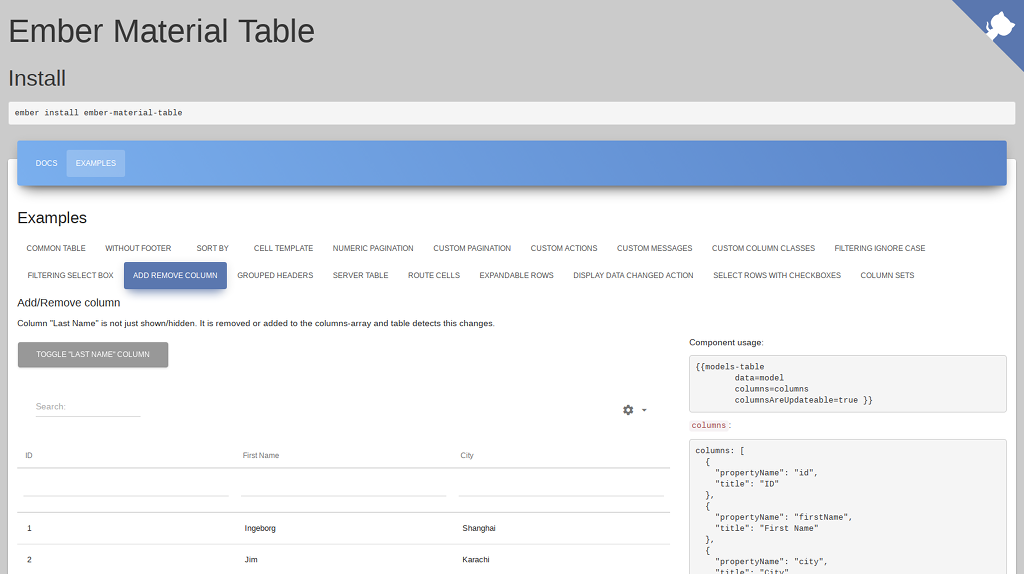 Ember Material Table
Install
ember install ember-material-table
DOCS EXAMPLES
Examples
COMMON TABLE WITHOUT FOOTER SORT BY CELL TEMPLATE NUMERIC PAGINATION CUSTOM PAGINATION CUSTOM ACTIONS CUSTOM MESSAGES CUSTOM COLUMN CLASSES FILTERING IGNORE CASE
FILTERING SELECT BOX ADD REMOVE COLUMN GROUPED HEADERS SERVER TABLE ROUTE CELLS EXPANDABLE ROWS DISPLAY DATA CHANGED ACTION SELECT ROWS WITH CHECKBOXES COLUMN SETS
Add/Remove column
Column "Last Name" is not just shown/hidden. It is removed or added to the columns-array and table detects this changes.
TOGGLE "LAST NAME" COLUMN
Search:
ID First Name City
1 Ingeborg Shanghai
2 Jim Karachi
Component usage:
{{models-table
data=model
columns=columns
columnsAreUpdateable=true }}
columns:
columns: [
{
"propertyName": "id",
"title": "ID"
},
{
"propertyName": "firstName",
"title": "First Name"
},
{
"propertyName": "city",
"title": "City"